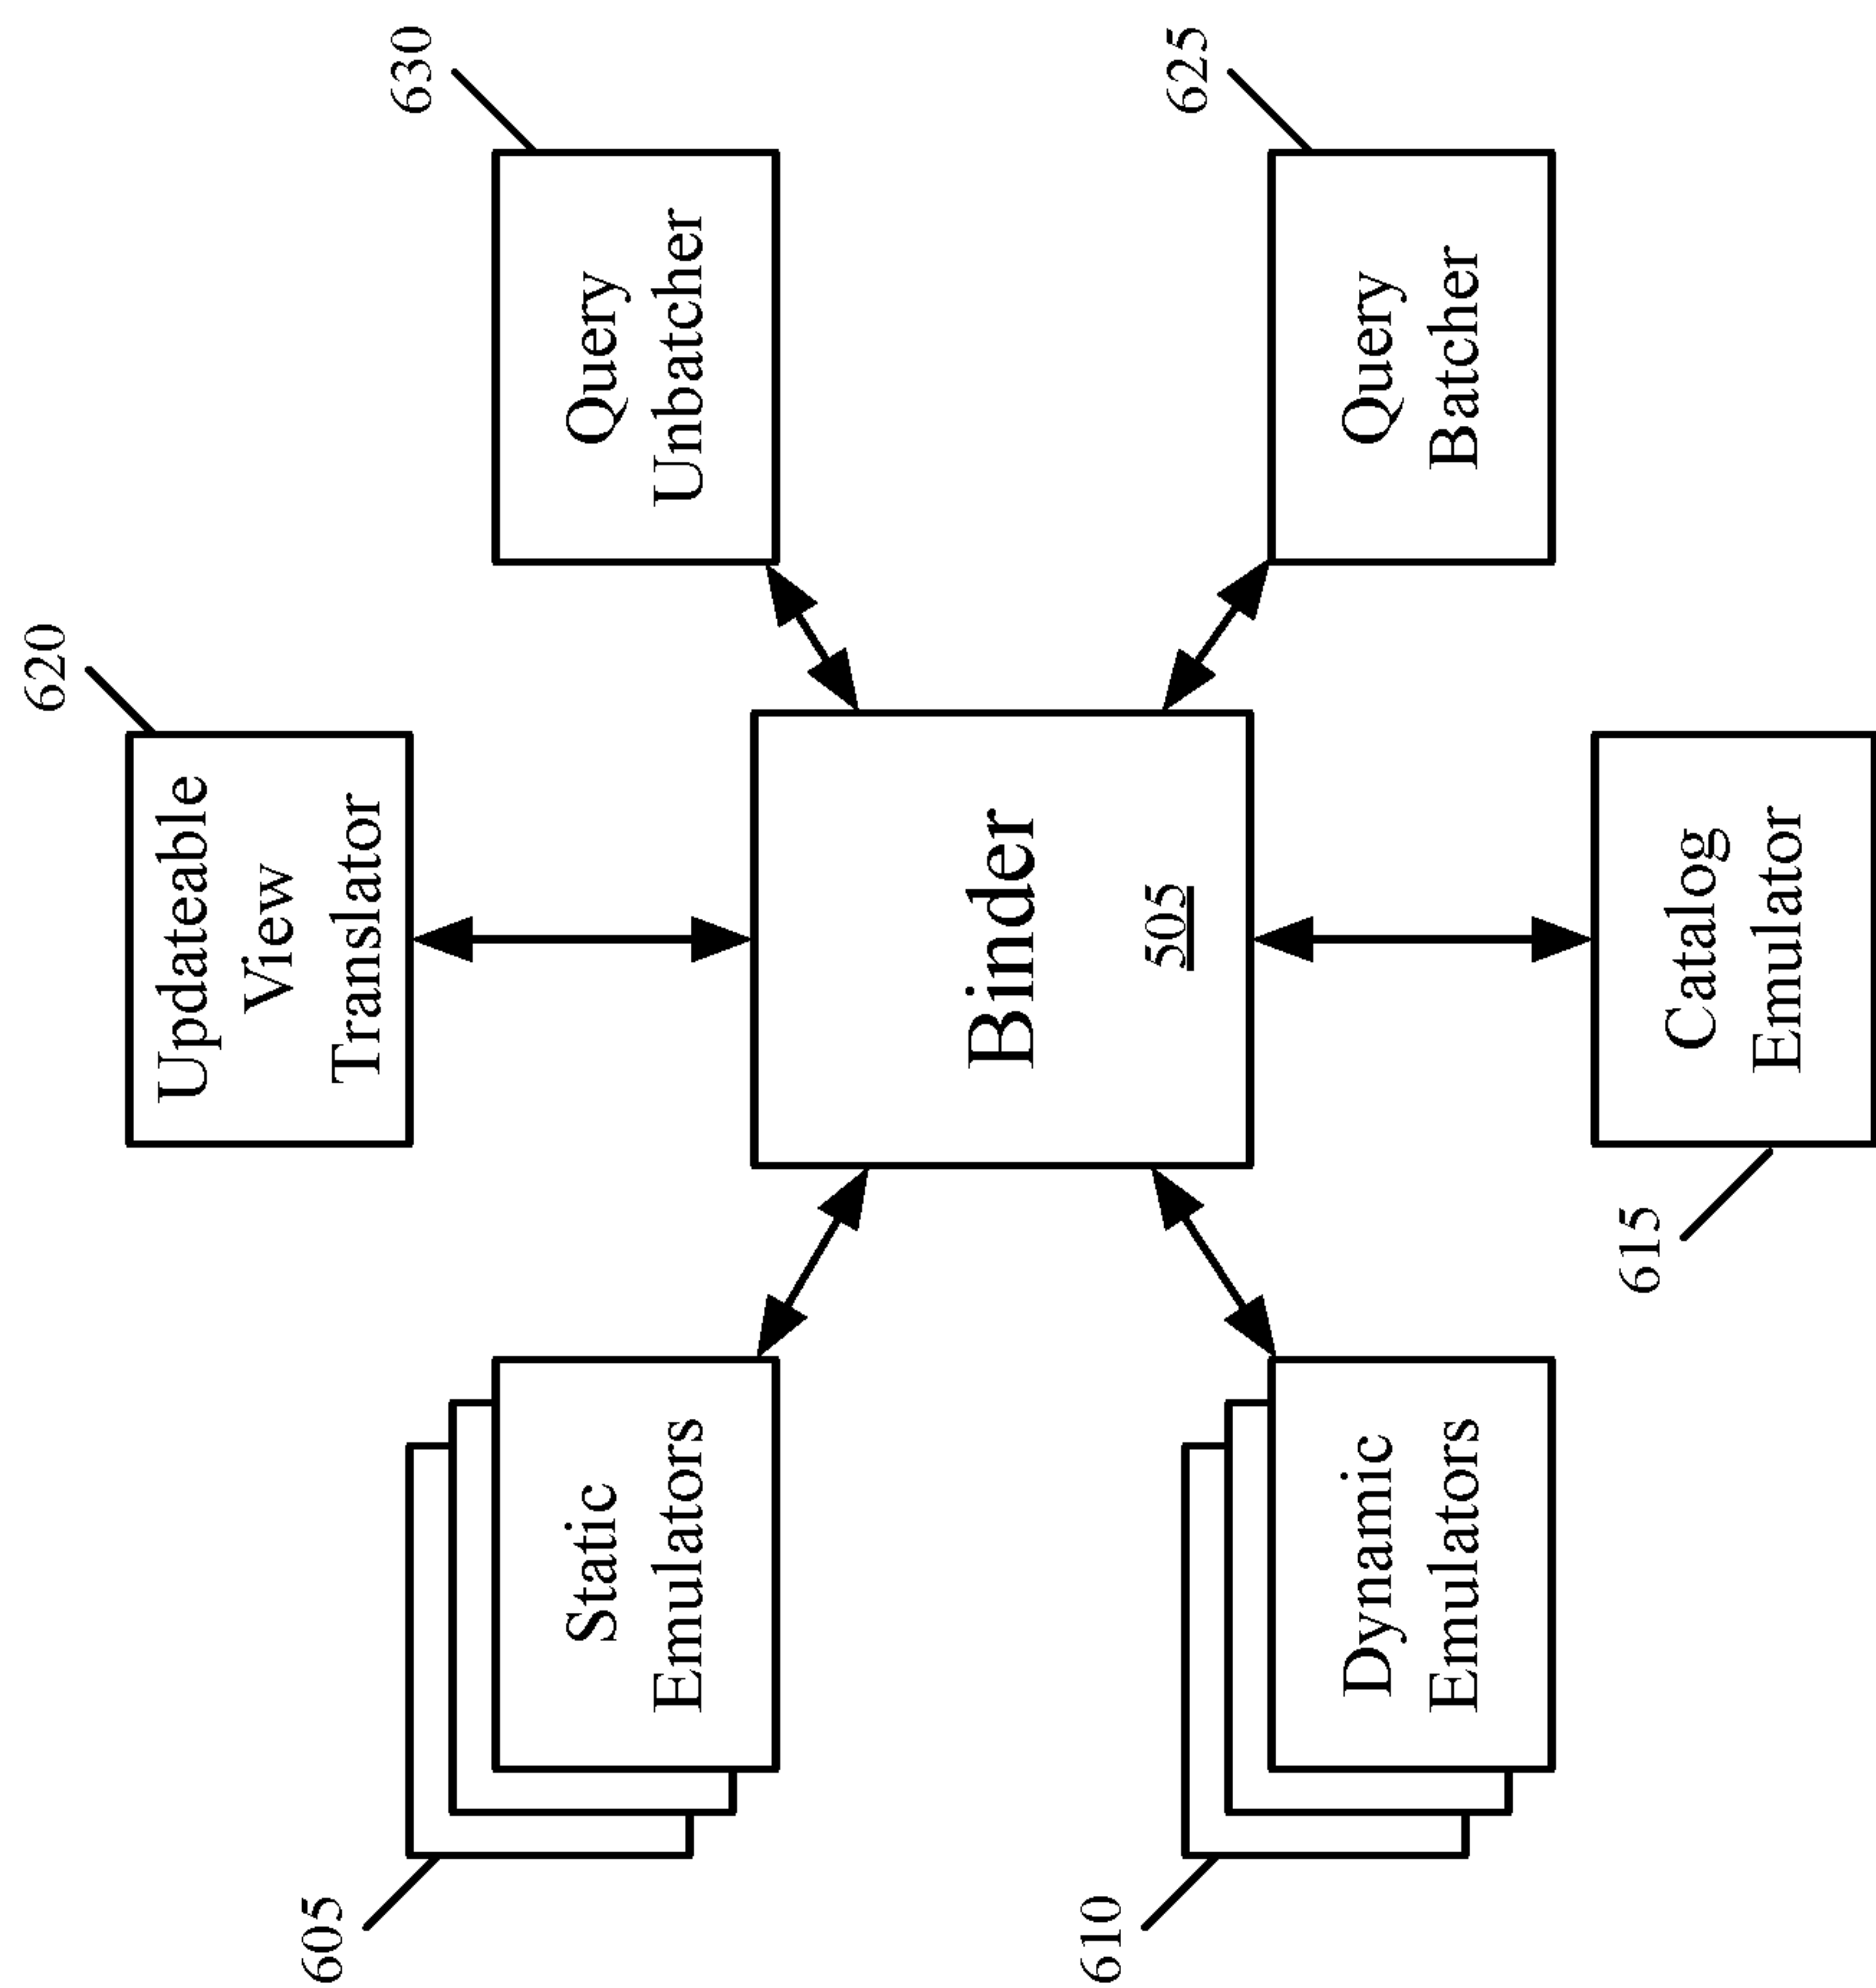 620
Updateable
View
Translator
605
Static
Emulators
630
Query
Unbatcher
Binder
505
610
Dynamic
Emulators
625
Query
Batcher
615
Catalog
Emulator